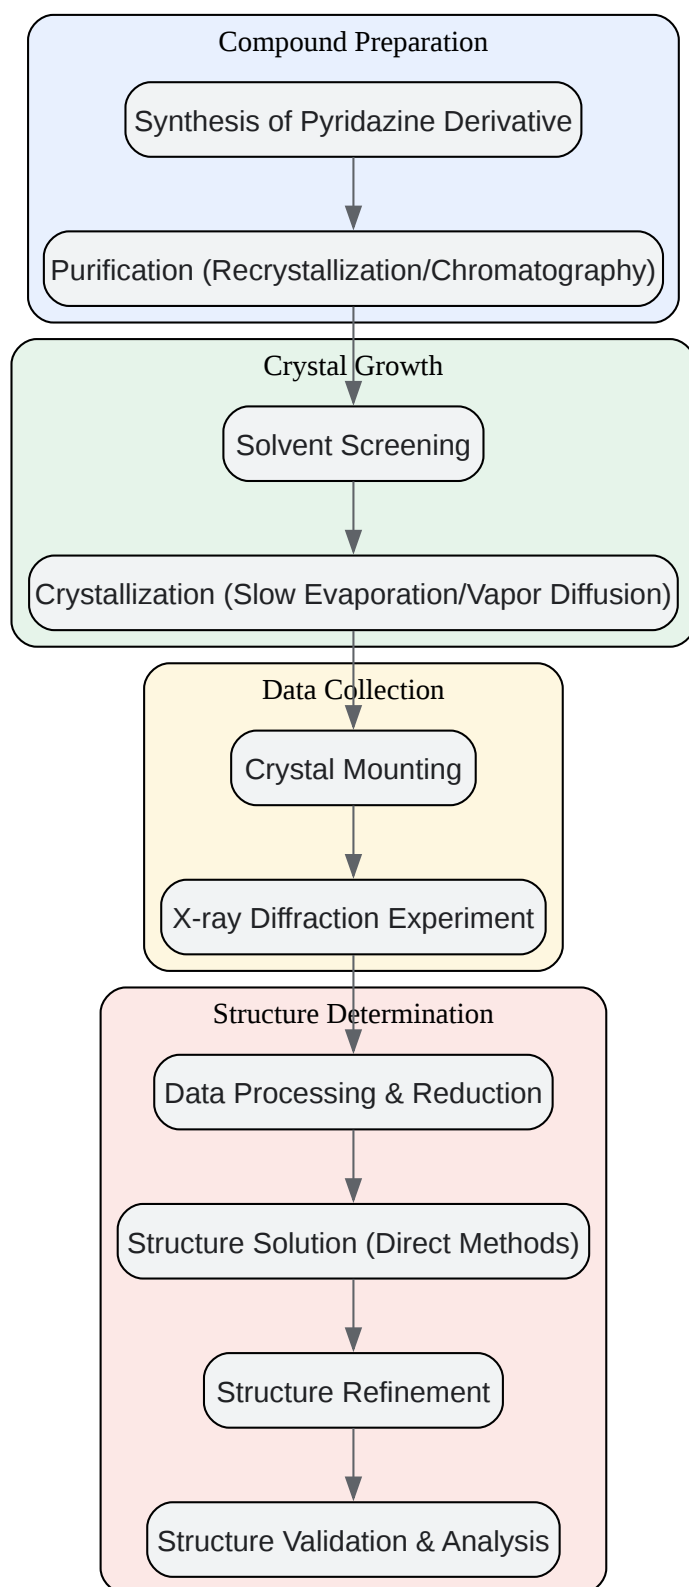 Compound Preparation
Synthesis of Pyridazine Derivative
Purification (Recrystallization/Chromatography)
Crystal Growth
Solvent Screening
Crystallization (Slow Evaporation/Vapor Diffusion)
Data Collection
Crystal Mounting
X-ray Diffraction Experiment
Structure Determination
Data Processing & Reduction
Structure Solution (Direct Methods)
Structure Refinement
Structure Validation & Analysis